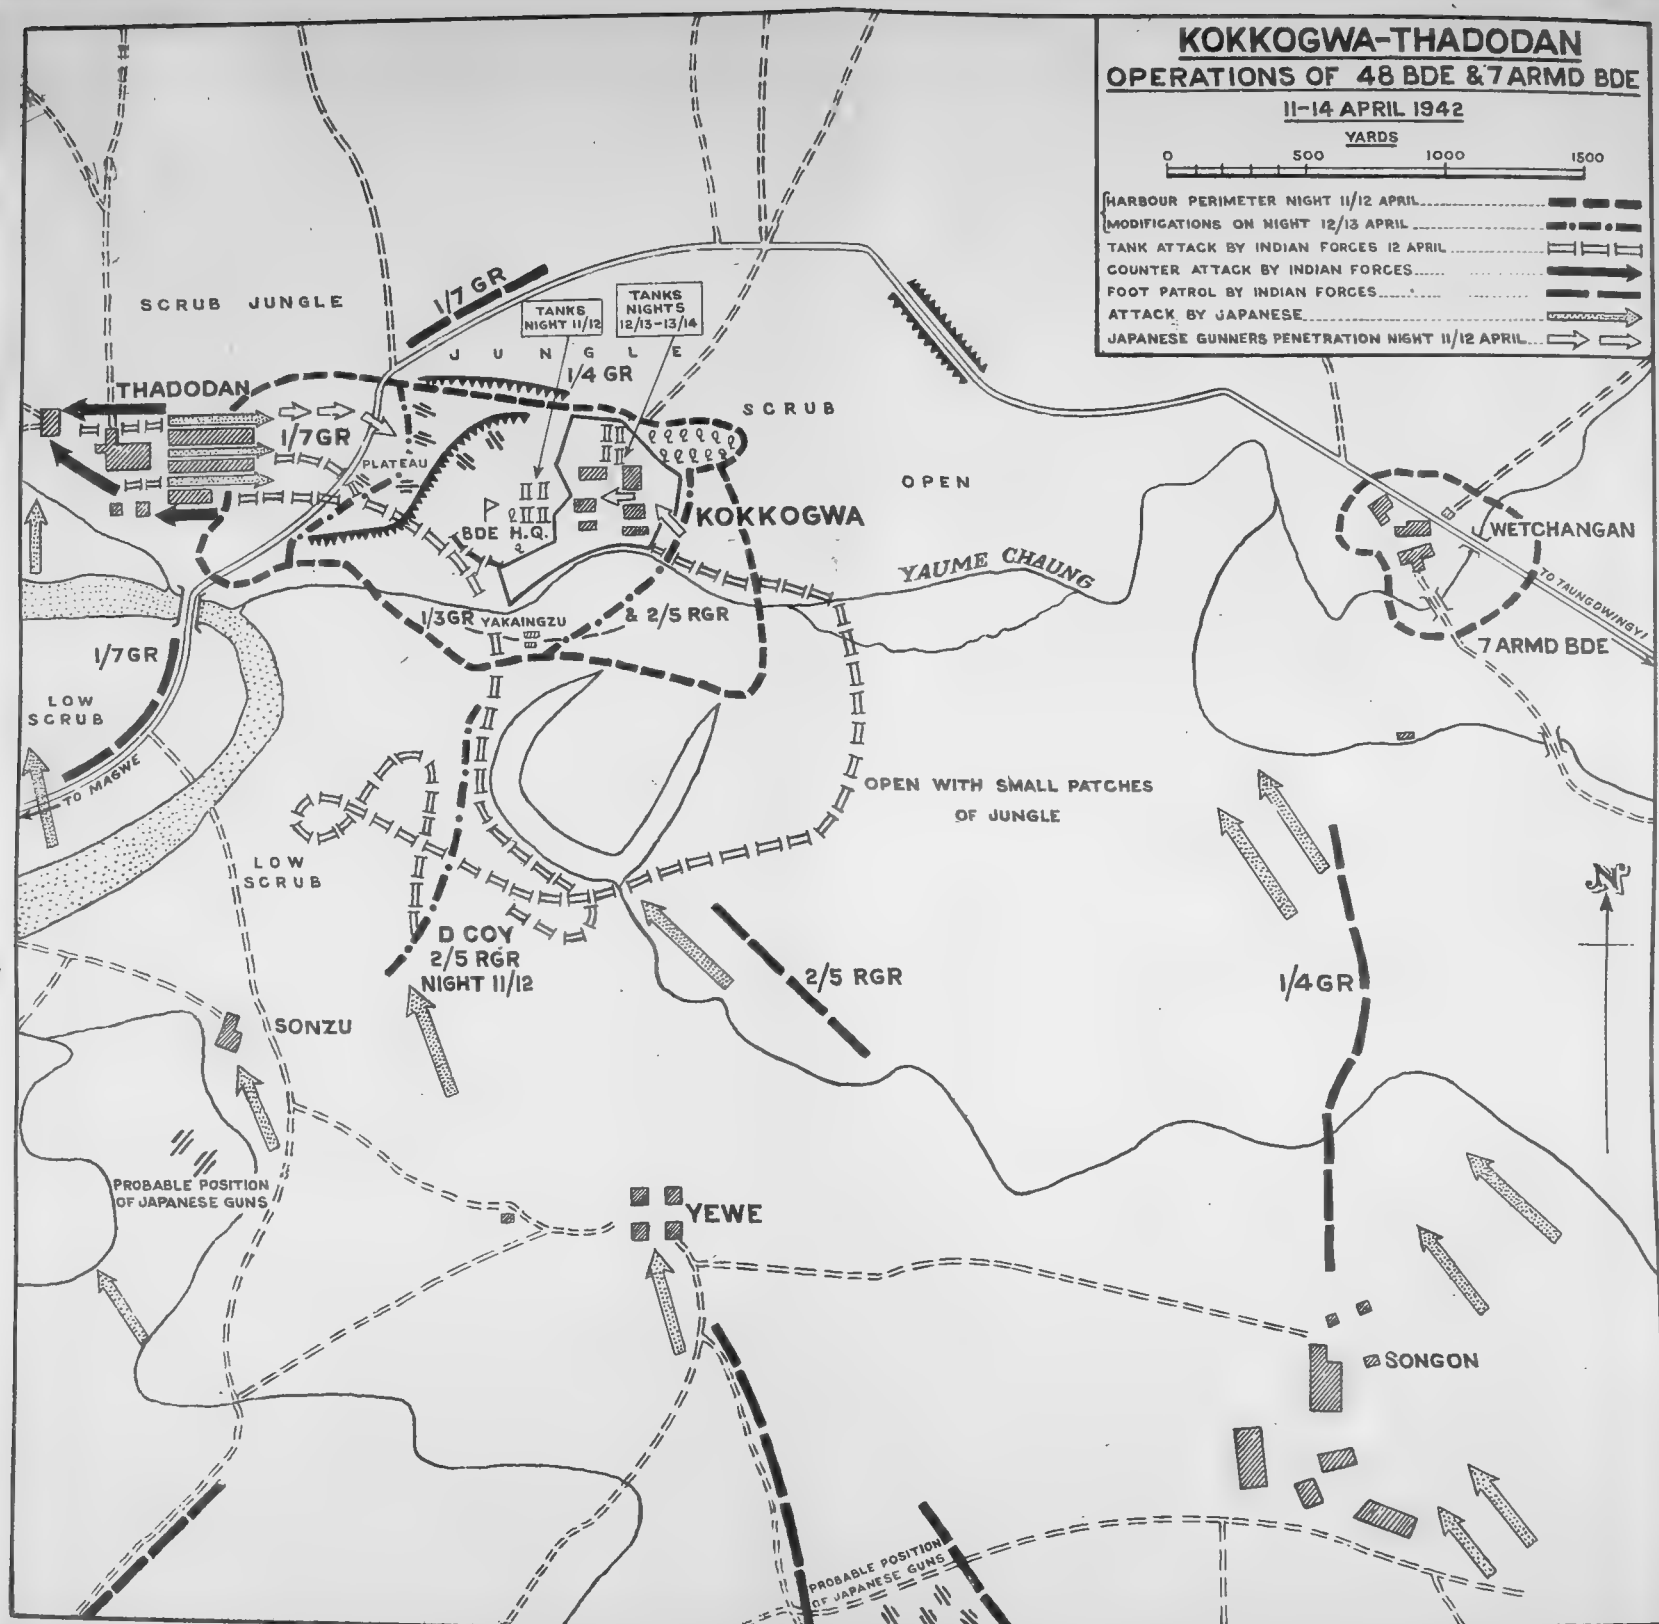 KOKKOGWA-THADODAN
OPERATIONS OF 48 BDE & 7 ARMD BDE
11-14 APRIL 1942
YARDS
0 500 1000 1500
HARBOUR PERIMETER NIGHT 11/12 APRIL
MODIFICATIONS ON NIGHT 12/13 APRIL
TANK ATTACK BY INDIAN FORCES 12 APRIL
COUNTER ATTACK BY INDIAN FORCES
FOOT PATROL BY INDIAN FORCES
ATTACK BY JAPANESE
JAPANESE GUNNERS PENETRATION NIGHT 11/12 APRIL
1/7 GR
SCRUB JUNGLE
TANKS
NIGHT 11/12
TANKS
NIGHTS
12/13-13/14
JUNGLE
1/4 GR
THADODAN
SCRUB
1/7 GR
PLATEAU
OPEN
KOKKOGWA
BDE H.Q.
WETCHANGAN
YAUME CHAUNG
TO TAUNGDWINGYI
1/3 GR YAKAINGZU & 2/5 RGR
7 ARMD BDE
1/7 GR
LOW
SCRUB
TO MAGWE
OPEN WITH SMALL PATCHES
OF JUNGLE
LOW
SCRUB
N
D COY
2/5 RGR
NIGHT 11/12
2/5 RGR
1/4 GR
SONZU
PROBABLE POSITION
OF JAPANESE GUNS
YEWE
SONGON
PROBABLE POSITION
OF JAPANESE GUNS